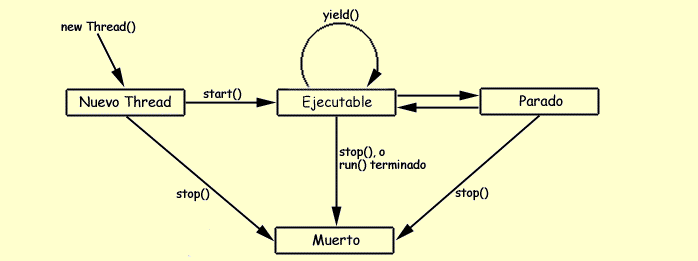 yield()
new Thread()
Nuevo Thread
start()
Ejecutable
Parado
stop(), o
run() terminado
stop()
stop()
Muerto